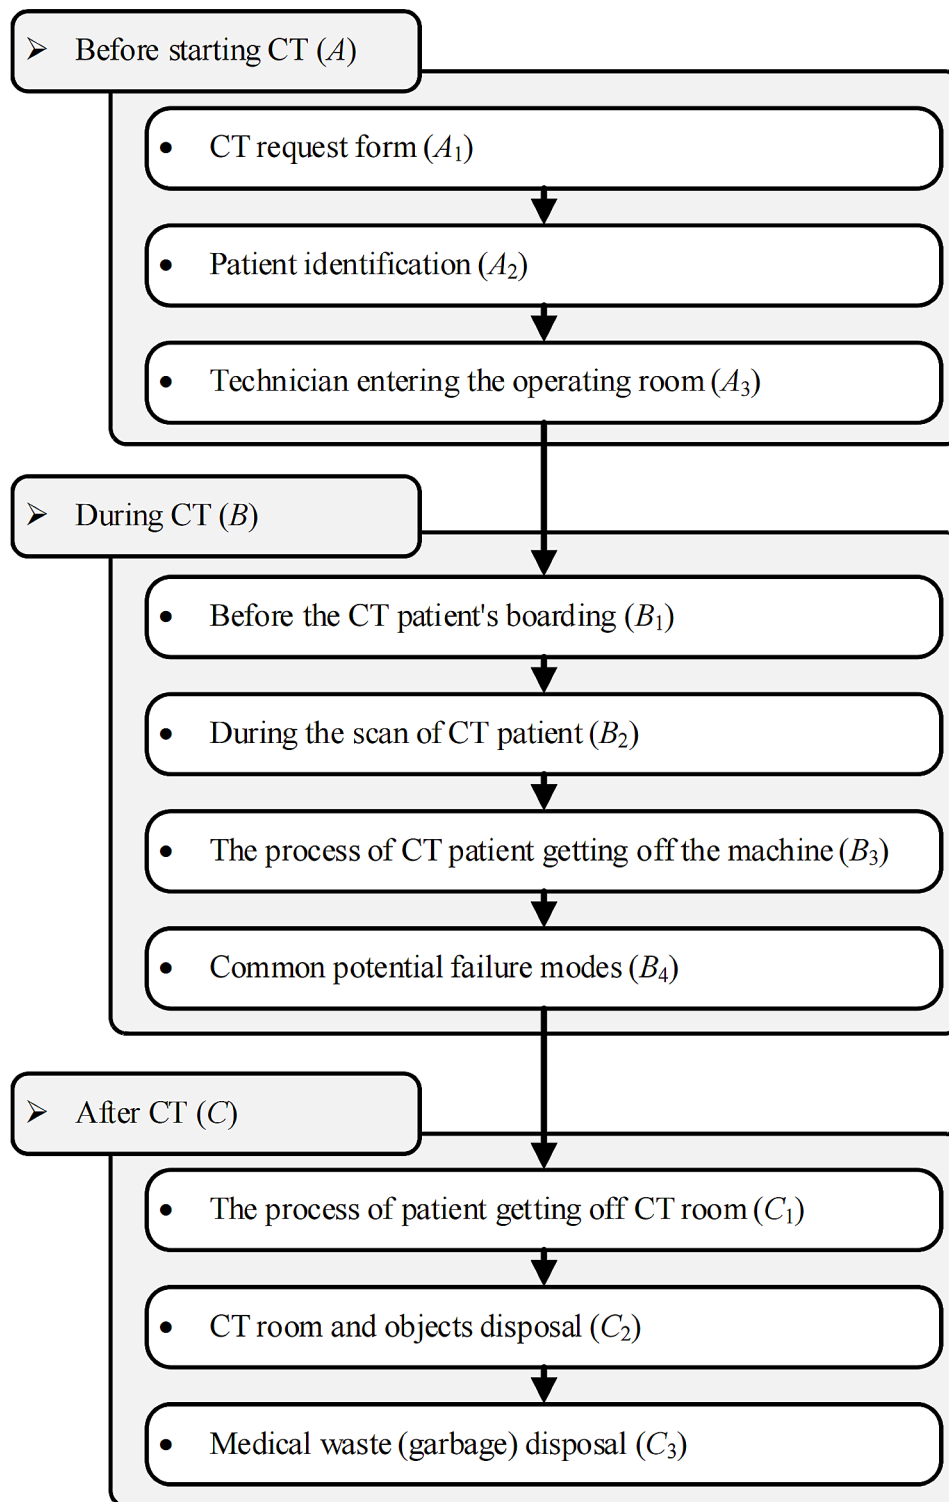 ➢ Before starting CT (A)
• CT request form (A₁)
• Patient identification (A₂)
• Technician entering the operating room (A₃)
➢ During CT (B)
• Before the CT patient's boarding (B₁)
• During the scan of CT patient (B₂)
• The process of CT patient getting off the machine (B₃)
• Common potential failure modes (B₄)
➢ After CT (C)
• The process of patient getting off CT room (C₁)
• CT room and objects disposal (C₂)
• Medical waste (garbage) disposal (C₃)